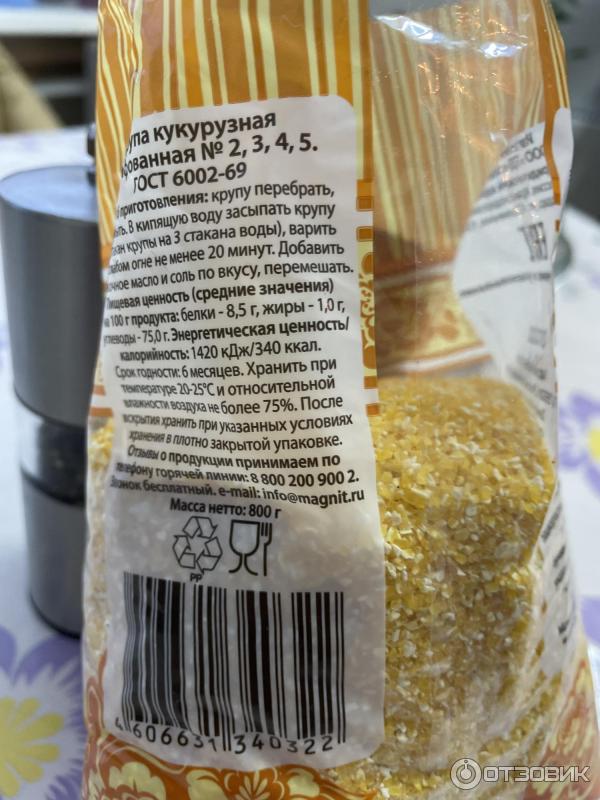 кукурузная
№ 2, 3, 4, 5.
ГОСТ 6002-69
приготовления: крупу перебрать,
В кипящую воду засыпать крупу
крупы на 3 стакана воды), варить
огне не менее 20 минут. Добавить
масло и соль по вкусу, перемешать.
Пищевая ценность (средние значения)
на 100 г продукта: белки - 8,5 г, жиры - 1,0 г,
углеводы - 75,0 г. Энергетическая ценность/
калорийность: 1420 кДж/340 ккал.
Срок годности: 6 месяцев. Хранить при
температуре 20-25°С и относительной
влажности воздуха не более 75%. После
вскрытия хранить при указанных условиях
хранения в плотно закрытой упаковке.
Отзывы о продукции принимаем по
телефону горячей линии: 8 800 200 900 2.
Звонок бесплатный. e-mail: info@magnit.ru
Масса нетто: 800 г
PP
4 606631 340322
ОТЗОВИК